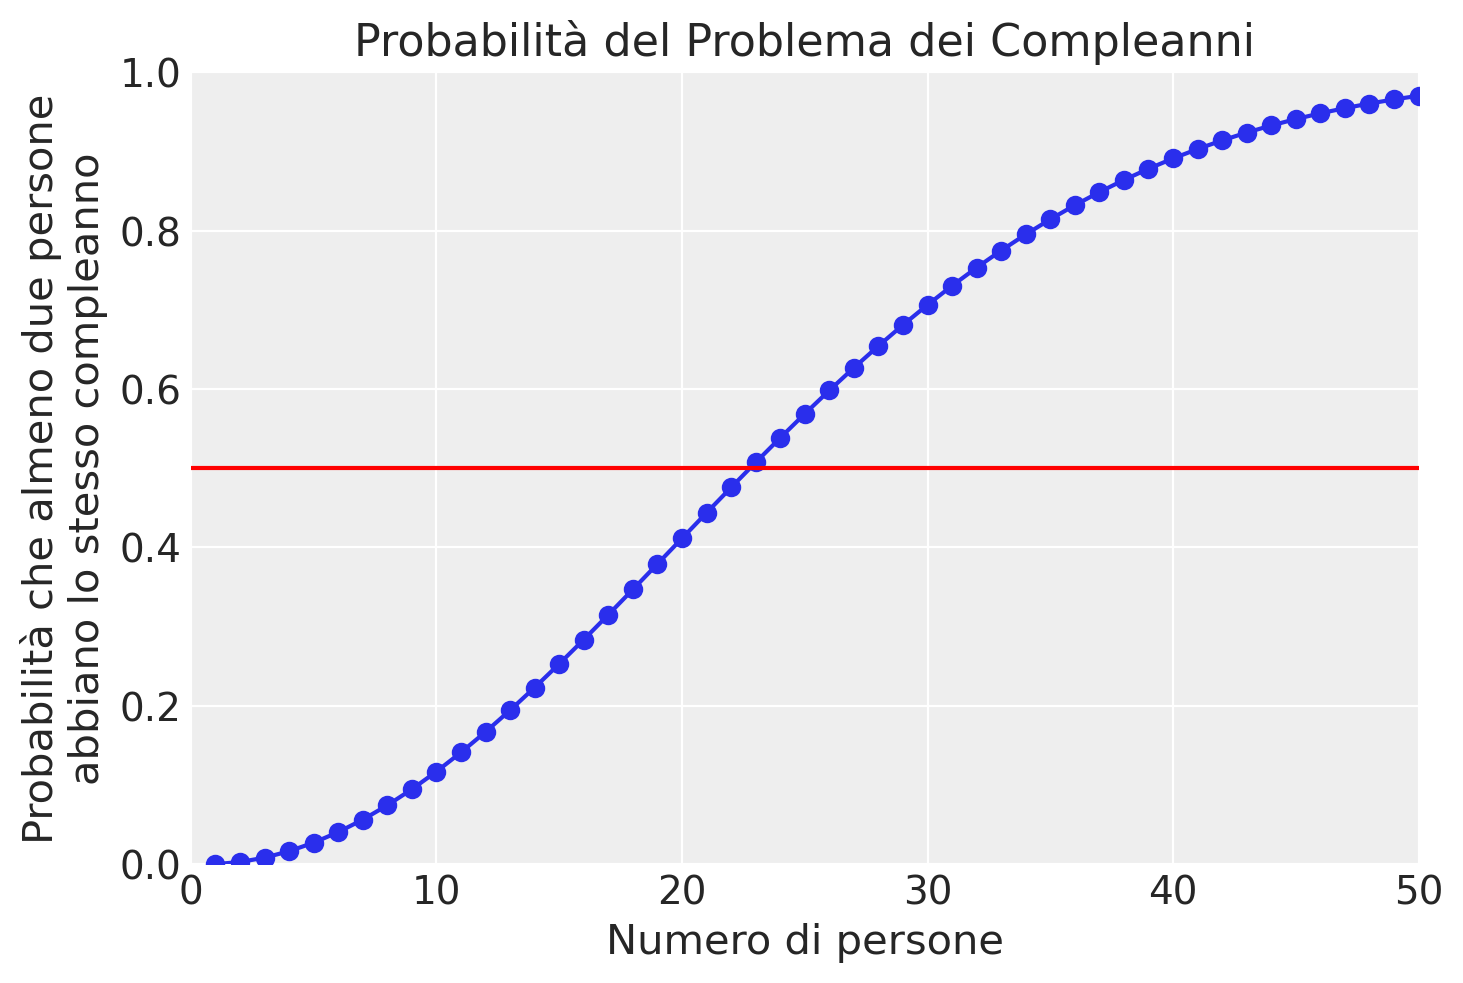 Probabilità del Problema dei Compleanni
Probabilità che almeno due persone
abbiano lo stesso compleanno
1.0
0.8
0.6
0.4
0.2
0.0
0 10 20 30 40 50
Numero di persone